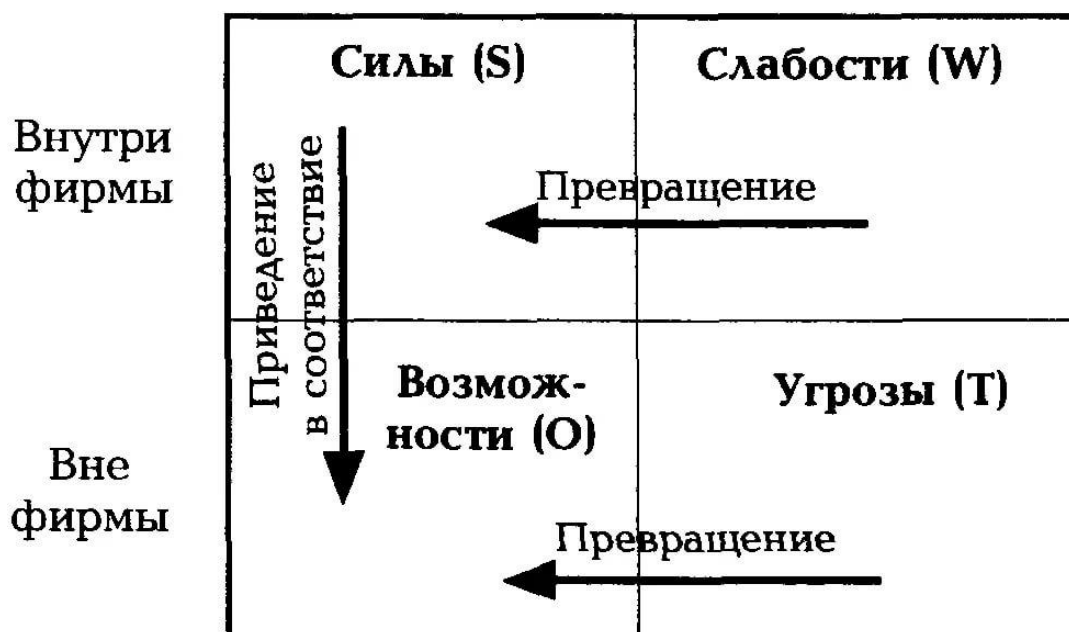 Силы (S)
Слабости (W)
Внутри
фирмы
Приведение
в соответствие
Превращение
Возмож-
ности (O)
Угрозы (T)
Вне
фирмы
Превращение